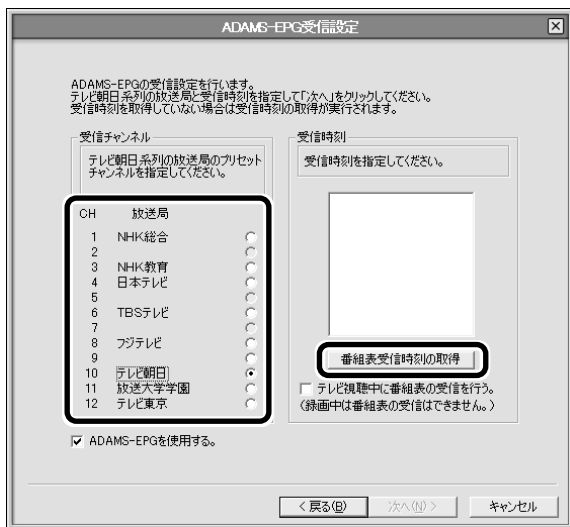 ADAMS-EPG受信設定
ADAMS-EPGの受信設定を行います。
テレビ朝日系列の放送局と受信時刻を指定して「次へ」をクリックしてください。
受信時刻を取得していない場合は受信時刻の取得が実行されます。
受信チャンネル
テレビ朝日系列の放送局のプリセット
チャンネルを指定してください。
CH 放送局
1 NHK総合
2
3 NHK教育
4 日本テレビ
5
6 TBSテレビ
7
8 フジテレビ
9
10 テレビ朝日
11 放送大学学園
12 テレビ東京
受信時刻
受信時刻を指定してください。
番組表受信時刻の取得
テレビ視聴中に番組表の受信を行う。
(録画中は番組表の受信はできません。)
ADAMS-EPGを使用する。
< 戻る(B)
次へ(N) >
キャンセル